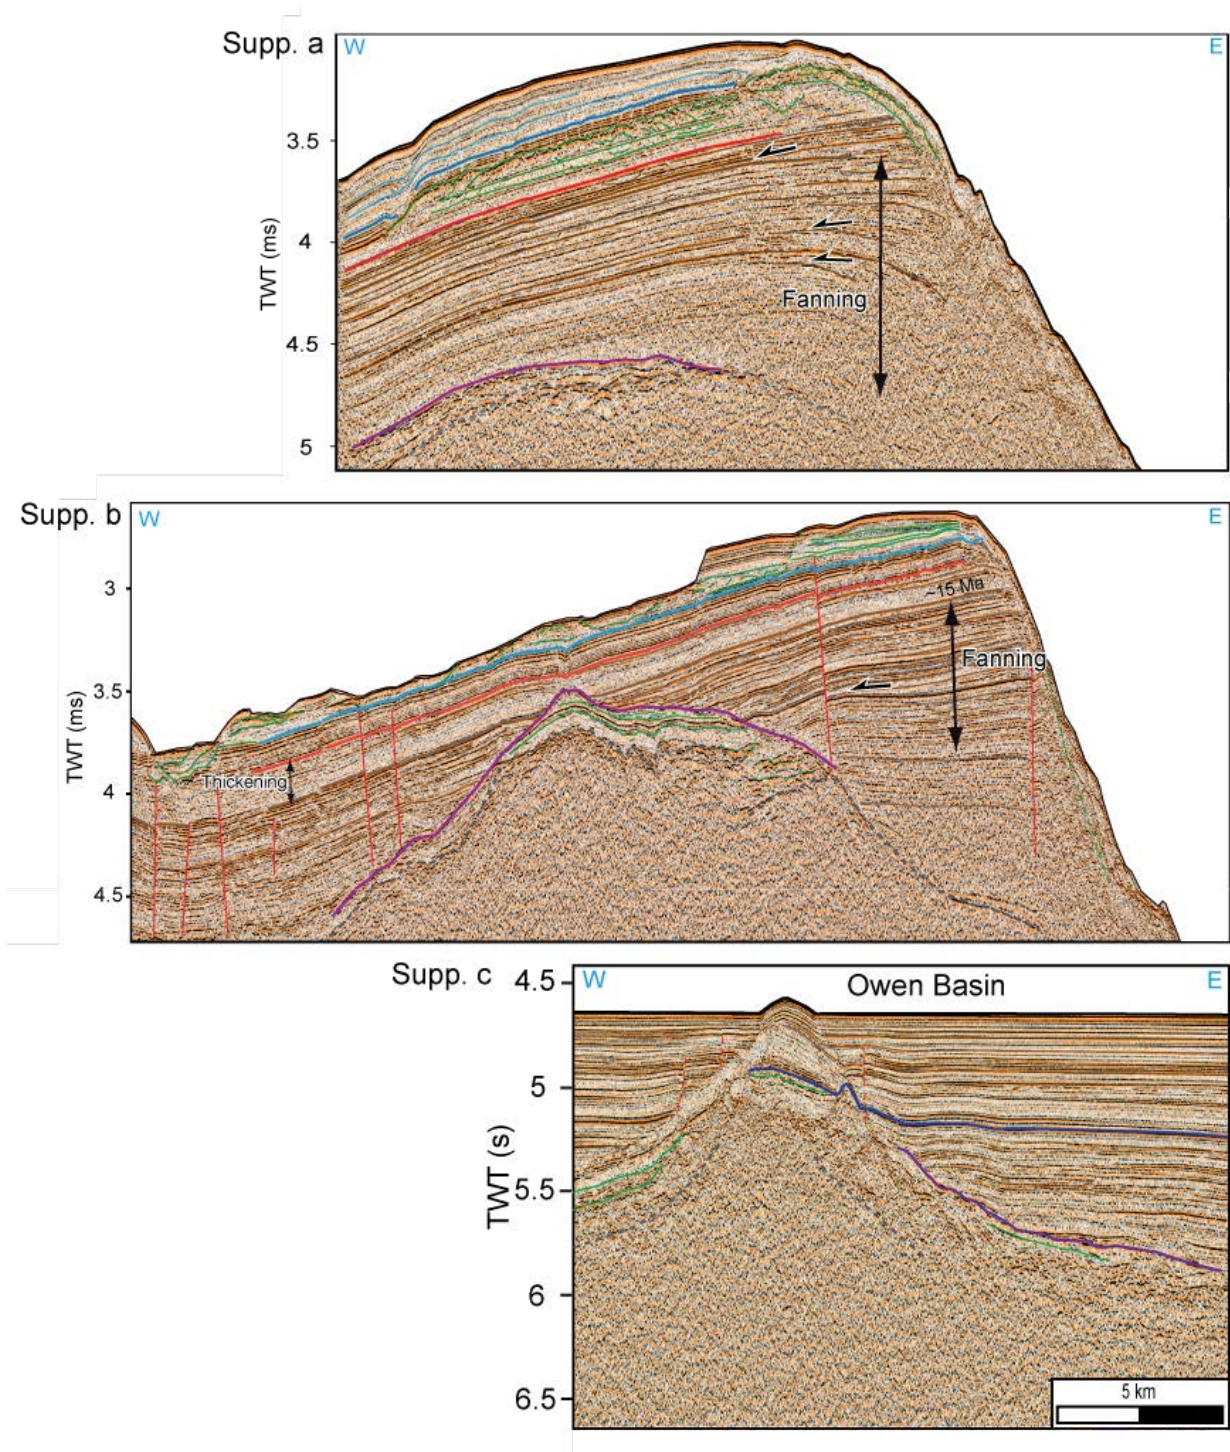 Supp. a
W
E
3.5
4
4.5
5
TWT (ms)
Fanning
Supp. b
W
E
3
3.5
4
4.5
TWT (ms)
~15 Ma
Fanning
Thickening
Supp. c
W
Owen Basin
E
4.5
5
5.5
6
6.5
TWT (s)
5 km